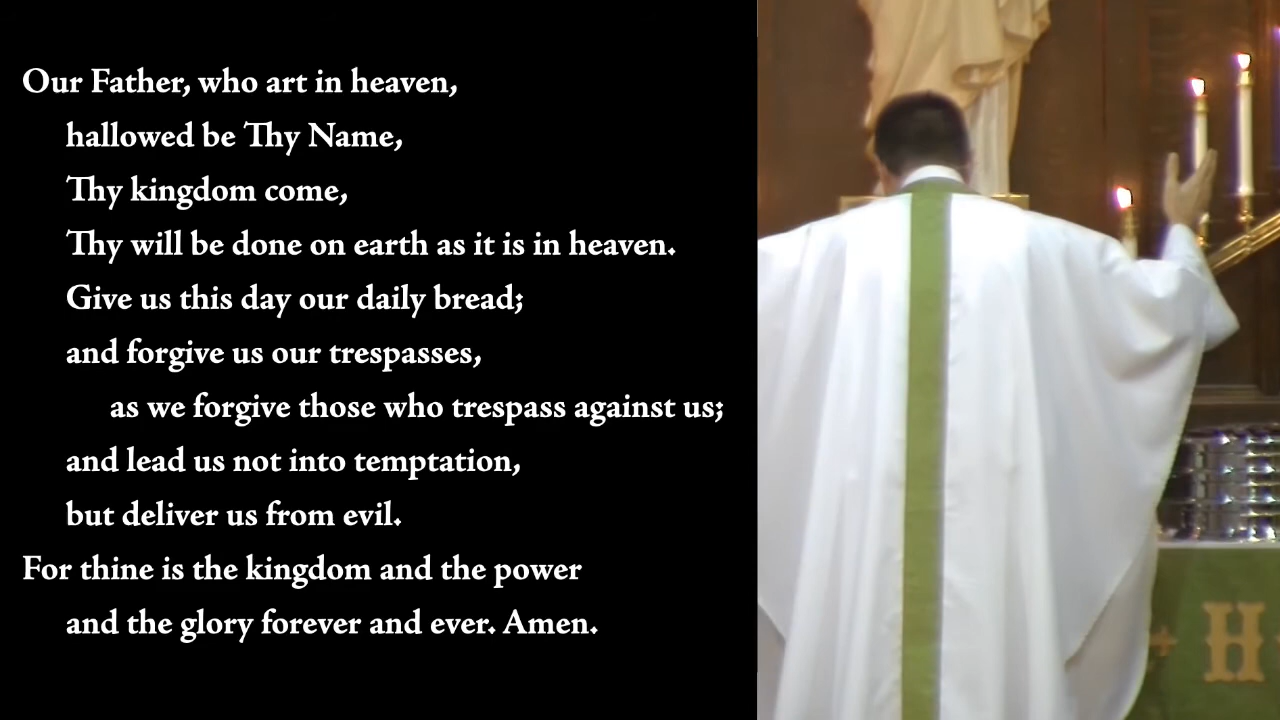 Our Father, who art in heaven,
hallowed be Thy Name,
Thy kingdom come,
Thy will be done on earth as it is in heaven.
Give us this day our daily bread;
and forgive us our trespasses,
as we forgive those who trespass against us;
and lead us not into temptation,
but deliver us from evil.
For thine is the kingdom and the power
and the glory forever and ever. Amen.
H